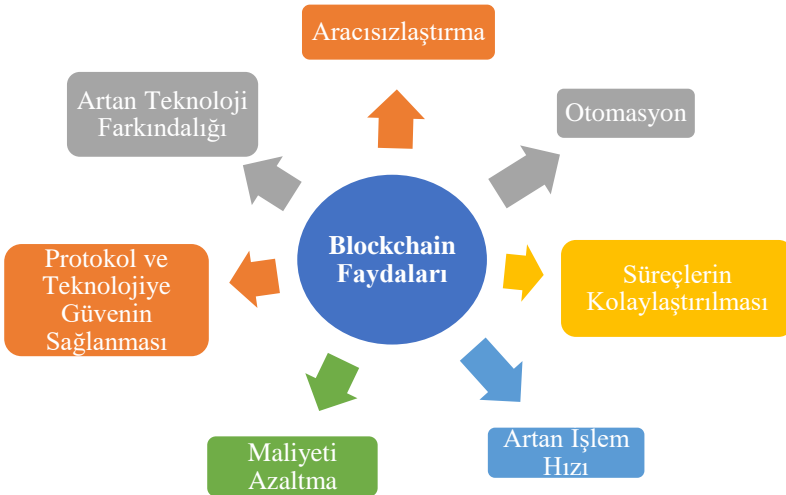 Aracısızlaştırma
Artan Teknoloji
Farkındalığı
Otomasyon
Blockchain
Faydaları
Protokol ve
Teknolojiye
Güvenin
Sağlanması
Süreçlerin
Kolaylaştırılması
Maliyeti
Azaltma
Artan İşlem
Hızı